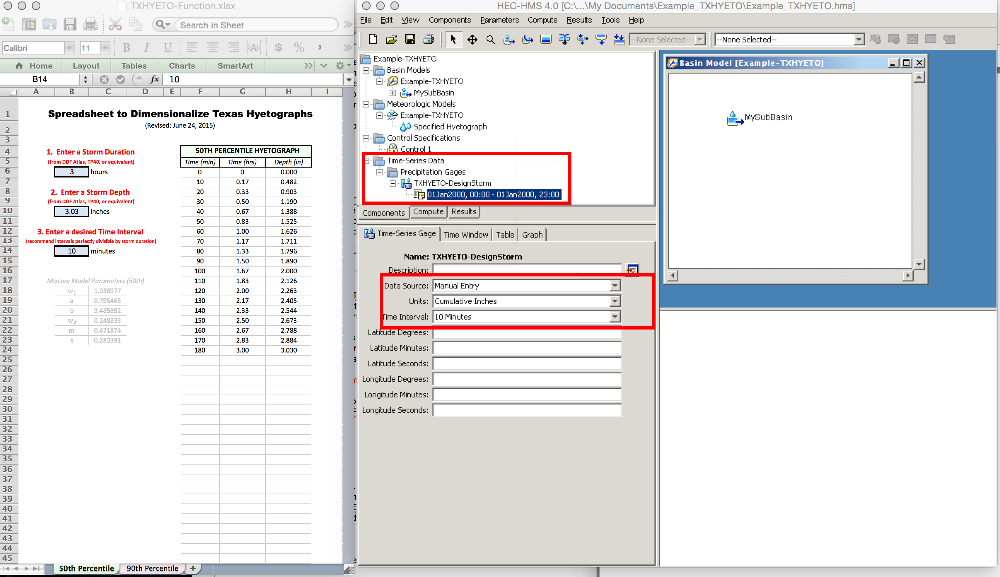 TXHYETO-Function.xlsx
Search in Sheet
Calibri 11 B I U A $ % ,
Home Layout Tables Charts SmartArt
B14 fx 10
A B C D E F G H I
1 Spreadsheet to Dimensionalize Texas Hyetographs
2 (Revised: June 24, 2015)
3
4 1. Enter a Storm Duration 50TH PERCENTILE HYETOGRAPH
5 (from DDF Atlas, TP40, or equivalent) Time (min) Time (hrs) Depth (in)
6 3 hours 0 0 0.000
7 10 0.17 0.482
8 2. Enter a Storm Depth 20 0.33 0.903
9 (from DDF Atlas, TP40, or equivalent) 30 0.50 1.190
10 3.03 inches 40 0.67 1.388
11 50 0.83 1.525
12 3. Enter a desired Time Interval 60 1.00 1.626
13 (recommend intervals perfectly divisible by storm duration) 70 1.17 1.711
14 10 minutes 80 1.33 1.796
15 90 1.50 1.890
16 100 1.67 2.000
17 Mixture Model Parameters (50th) 110 1.83 2.126
18 w1 1.038977 120 2.00 2.263
19 a 0.795463 130 2.17 2.405
20 b 3.485892 140 2.33 2.544
21 w2 0.248833 150 2.50 2.673
22 m 0.471874 160 2.67 2.788
23 s 0.283391 170 2.83 2.884
24 180 3.00 3.030
25
26
27
28
29
30
31
32
33
34
35
36
37
38
39
40
41
42
43
44
45
50th Percentile 90th Percentile
HEC-HMS 4.0 [C:\...\My Documents\Example_TXHYETO\Example_TXHYETO.hms]
File Edit View Components Parameters Compute Results Tools Help
--None Selected-- --None Selected--
Example-TXHYETO
Basin Models
Example-TXHYETO
MySubBasin
Meteorologic Models
Example-TXHYETO
Specified Hyetograph
Control Specifications
Control 1
Time-Series Data
Precipitation Gages
TXHYETO-DesignStorm
01Jan2000, 00:00 - 01Jan2000, 23:00
Components Compute Results
Time-Series Gage Time Window Table Graph
Name: TXHYETO-DesignStorm
Description:
Data Source: Manual Entry
Units: Cumulative Inches
Time Interval: 10 Minutes
Latitude Degrees:
Latitude Minutes:
Latitude Seconds:
Longitude Degrees:
Longitude Minutes:
Longitude Seconds:
Basin Model [Example-TXHYETO]
MySubBasin